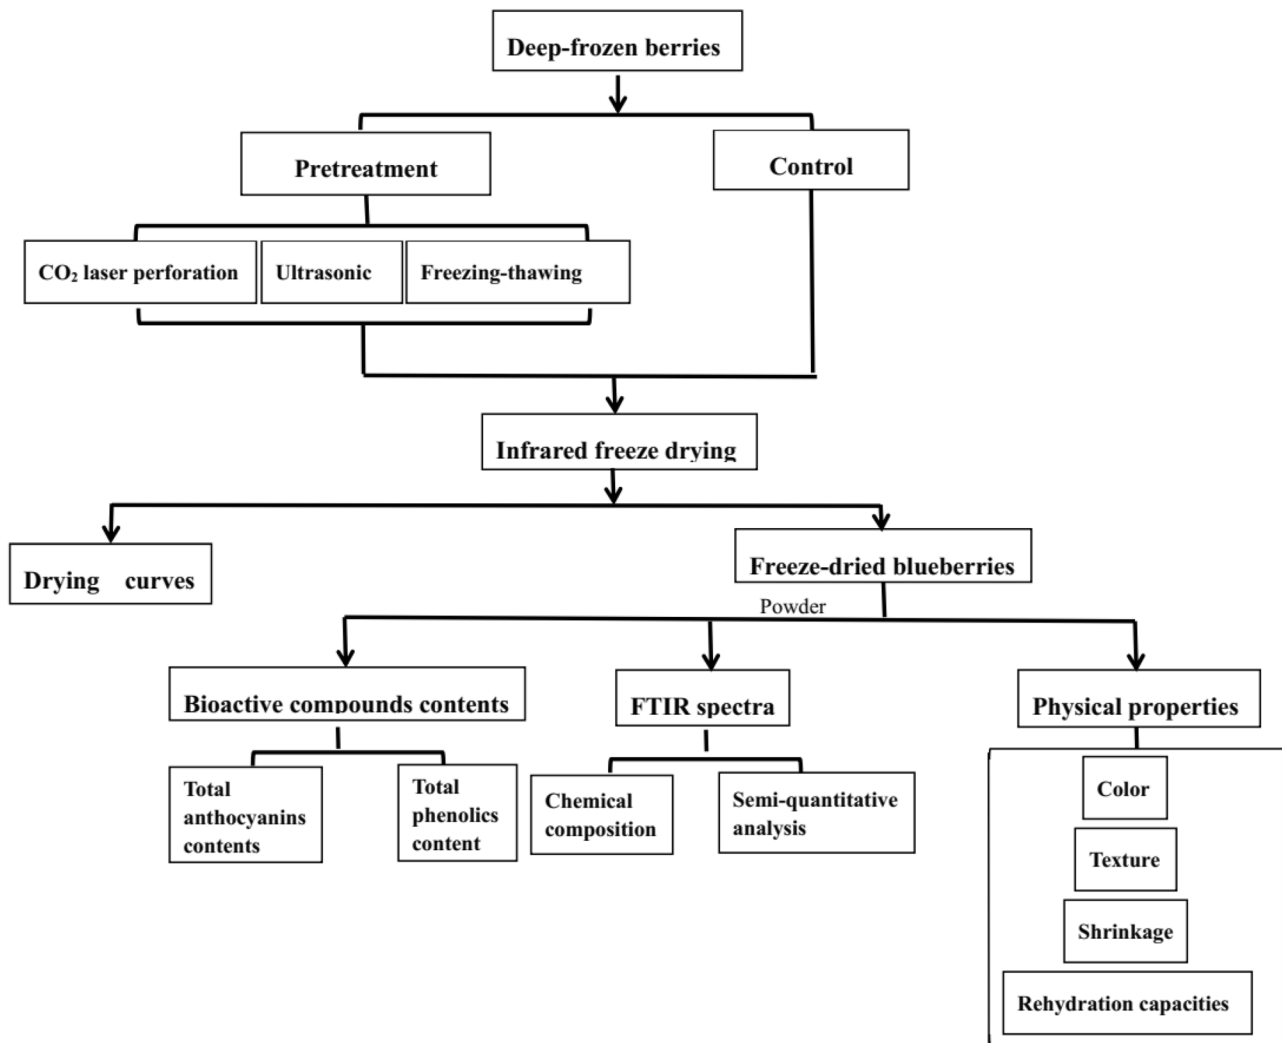 Deep-frozen berries
Pretreatment
Control
CO₂ laser perforation
Ultrasonic
Freezing-thawing
Infrared freeze drying
Drying curves
Freeze-dried blueberries
Powder
Bioactive compounds contents
FTIR spectra
Physical properties
Total
anthocyanins
contents
Total
phenolics
content
Chemical
composition
Semi-quantitative
analysis
Color
Texture
Shrinkage
Rehydration capacities